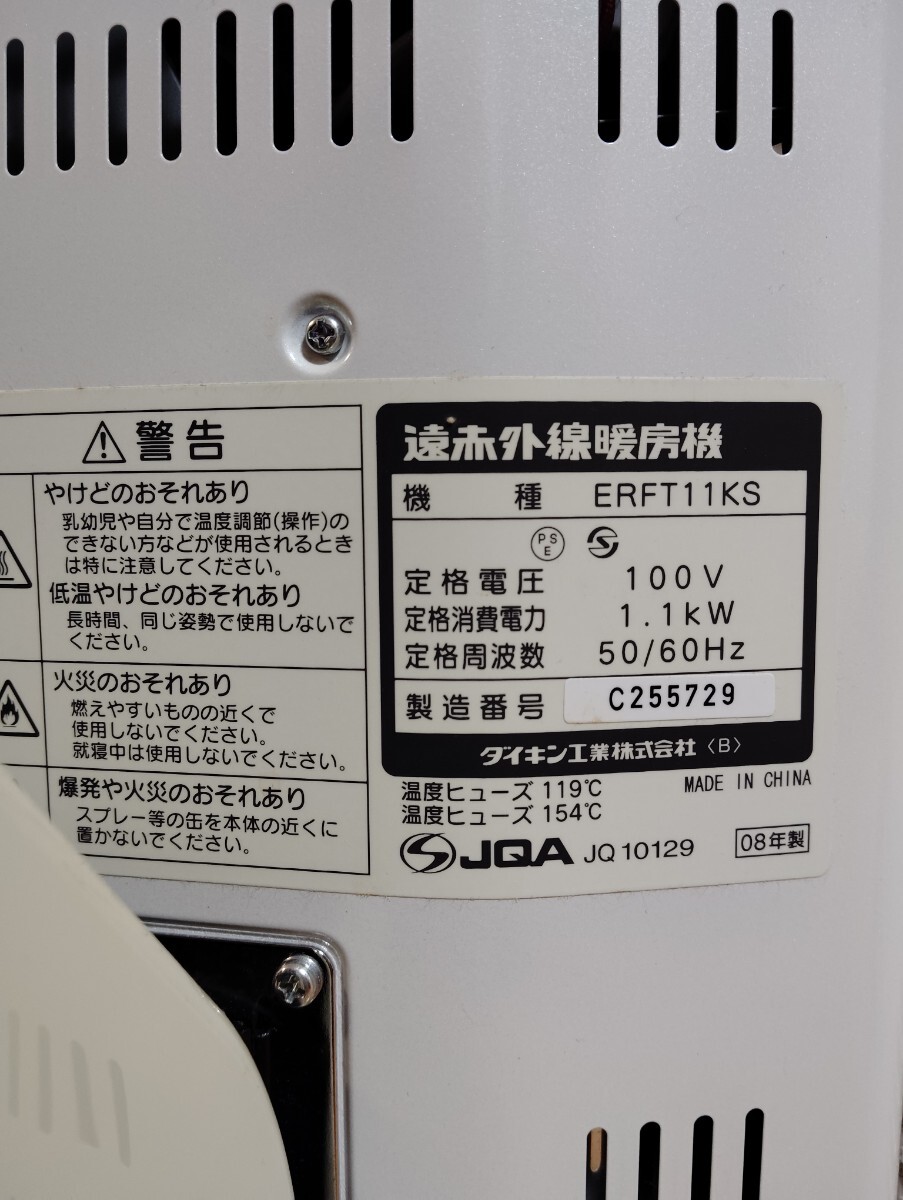 警告
やけどのおそれあり
乳幼児や自分で温度調節(操作)の
できない方などが使用されるとき
は特に注意してください。
低温やけどのおそれあり
長時間、同じ姿勢で使用しないで
ください。
火災のおそれあり
燃えやすいものの近くで
使用しないでください。
就寝中は使用しないでください。
爆発や火災のおそれあり
スプレー等の缶を本体の近くに
置かないでください。
遠赤外線暖房機
機 種 ERFT11KS
PS
E
定格電圧 100V
定格消費電力 1.1kW
定格周波数 50/60Hz
製造番号 C255729
ダイキン工業株式会社〈B〉
温度ヒューズ 119℃ MADE IN CHINA
温度ヒューズ 154℃
JQA JQ 10129 08年製